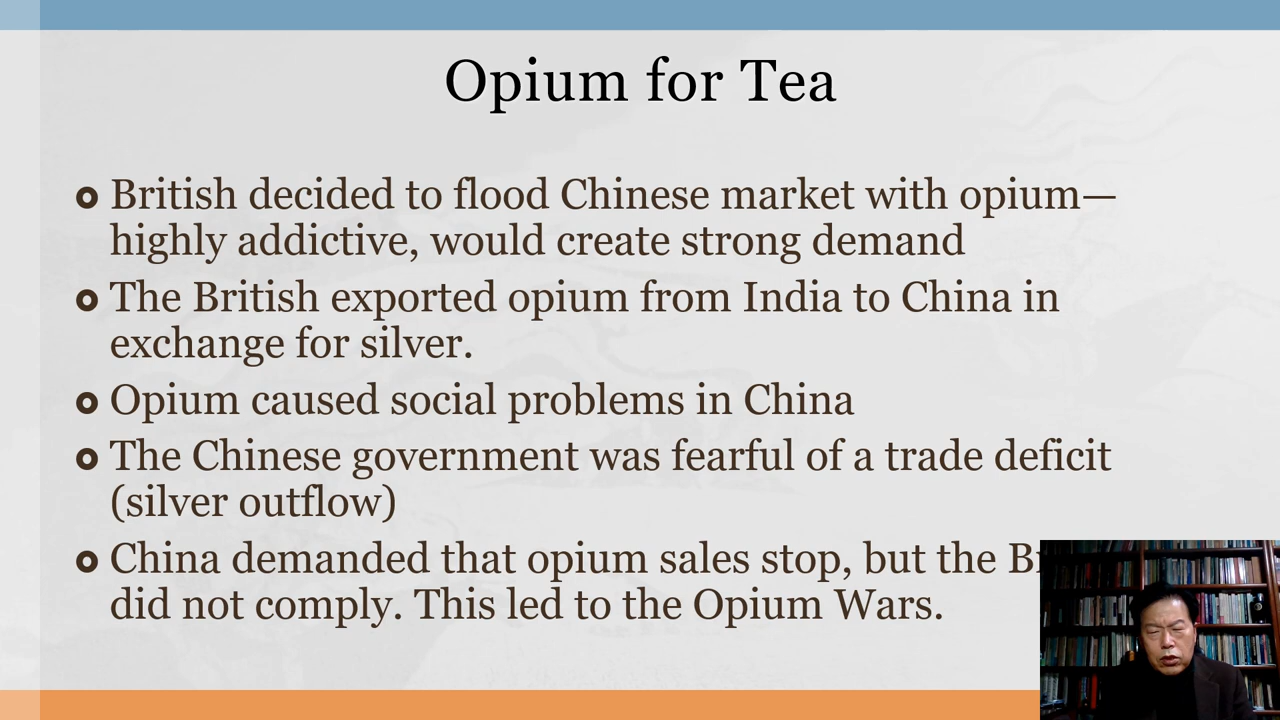 Opium for Tea
British decided to flood Chinese market with opium—
highly addictive, would create strong demand
The British exported opium from India to China in
exchange for silver.
Opium caused social problems in China
The Chinese government was fearful of a trade deficit
(silver outflow)
China demanded that opium sales stop, but the
did not comply. This led to the Opium Wars.